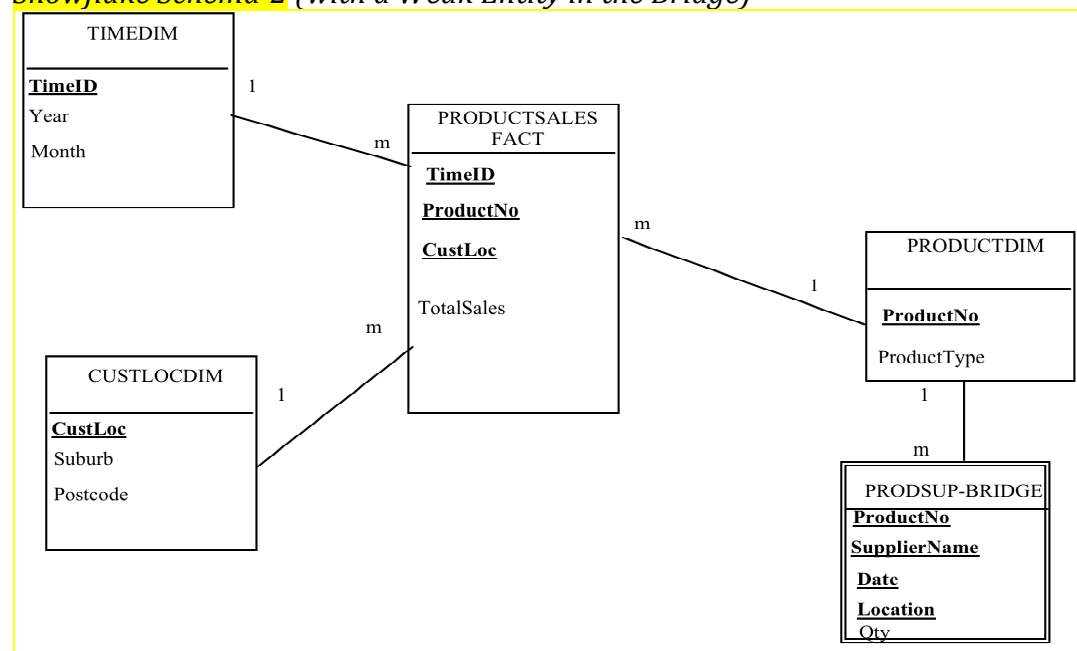 Snowflake Schema-2 (with a Weak Entity in the Bridge)
TIMEDIM
TimeID
Year
Month
1
m
PRODUCTSALES
FACT
TimeID
ProductNo
CustLoc
TotalSales
m
1
PRODUCTDIM
ProductNo
ProductType
1
m
m
1
CUSTLOCDIM
CustLoc
Suburb
Postcode
PRODSUP-BRIDGE
ProductNo
SupplierName
Date
Location
Qty